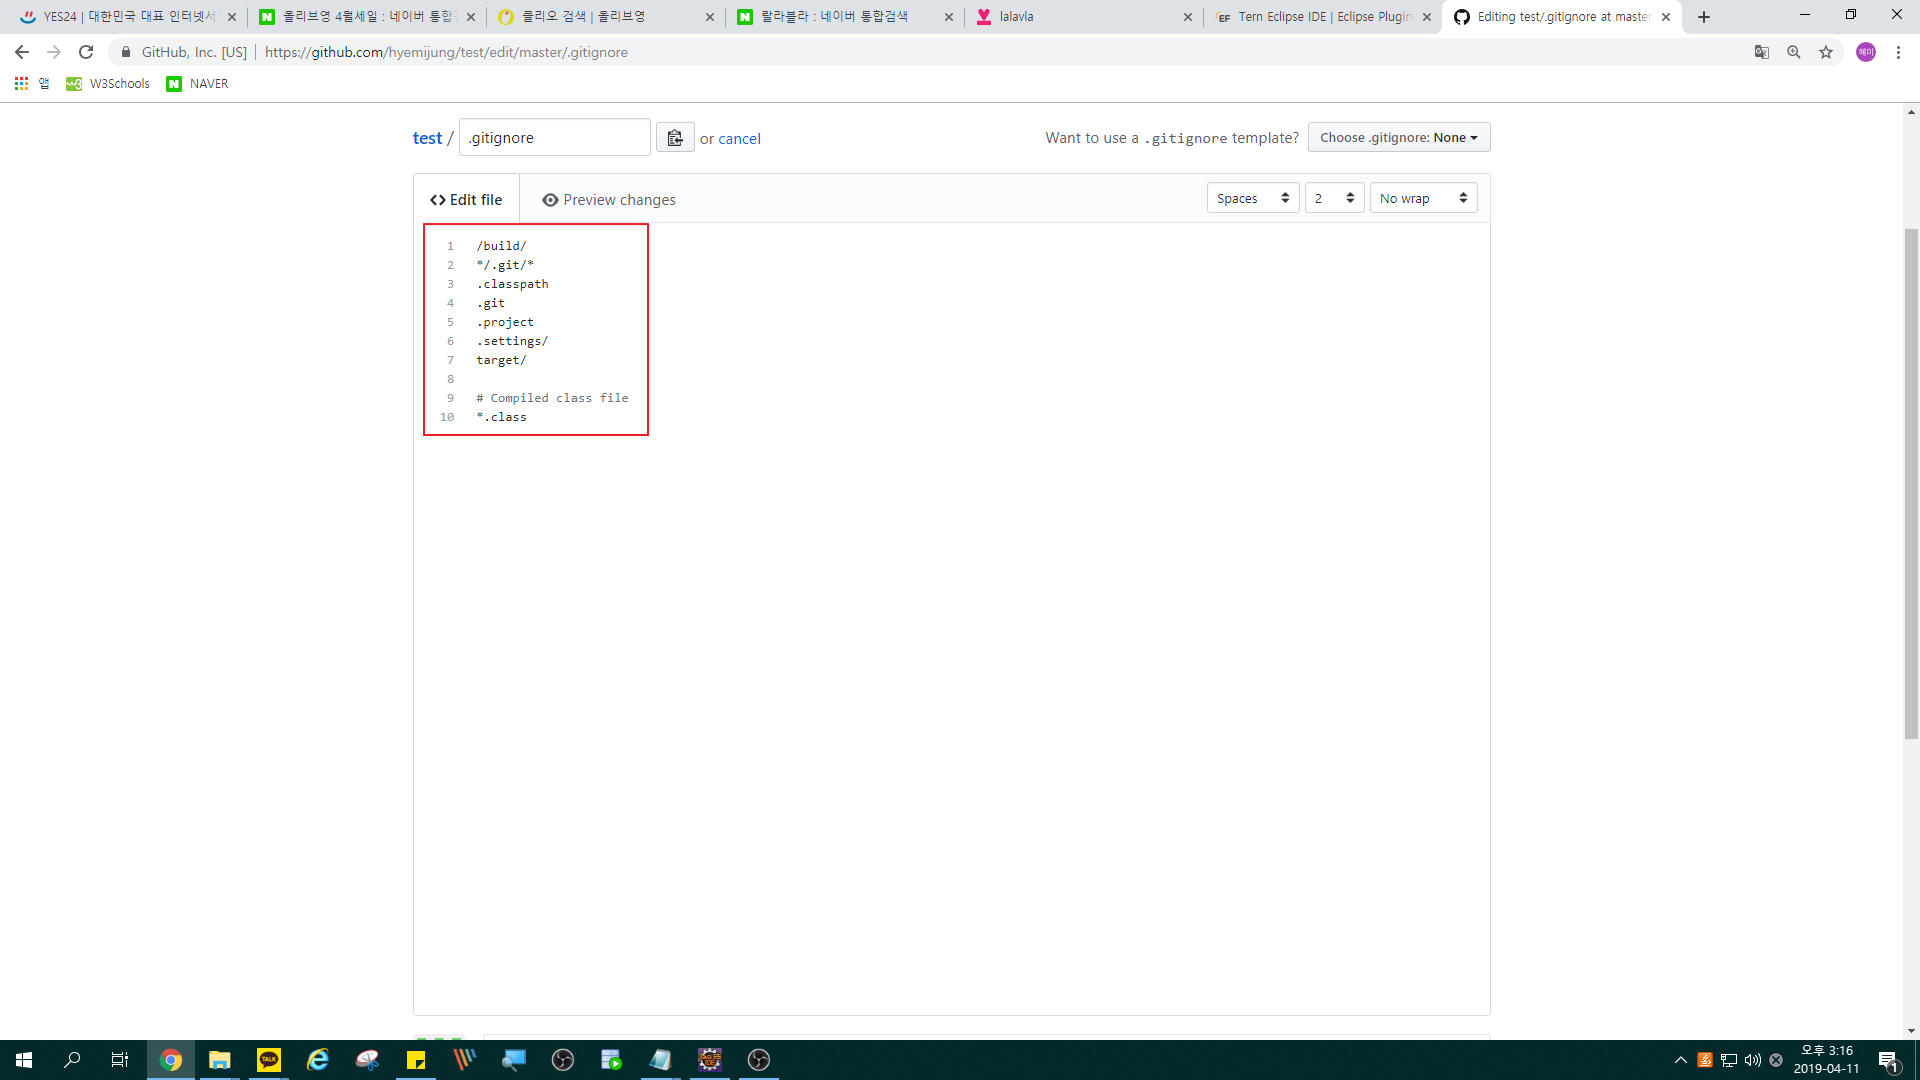 YES24 | 대한민국 대표 인터넷서
올리브영 4월세일 : 네이버 통합
클리오 검색 | 올리브영
랄라블라 : 네이버 통합검색
lalavla
Tern Eclipse IDE | Eclipse Plugin
Editing test/.gitignore at master
GitHub, Inc. [US] https://github.com/hyemijung/test/edit/master/.gitignore
혜미
앱 W3Schools NAVER
test / .gitignore or cancel
Want to use a .gitignore template? Choose .gitignore: None
Edit file Preview changes
Spaces 2 No wrap
1 /build/
2 */.git/*
3 .classpath
4 .git
5 .project
6 .settings/
7 target/
8
9 # Compiled class file
10 *.class
TALK
오후 3:16
2019-04-11
1